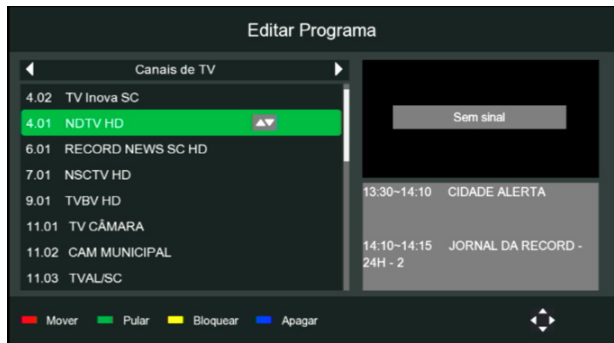 Editar Programa
Canais de TV
4.02 TV Inova SC
4.01 NDTV HD
6.01 RECORD NEWS SC HD
7.01 NSCTV HD
9.01 TVBV HD
11.01 TV CÂMARA
11.02 CAM MUNICIPAL
11.03 TVAL/SC
Sem sinal
13:30~14:10 CIDADE ALERTA
14:10~14:15 JORNAL DA RECORD -
24H - 2
Mover Pular Bloquear Apagar